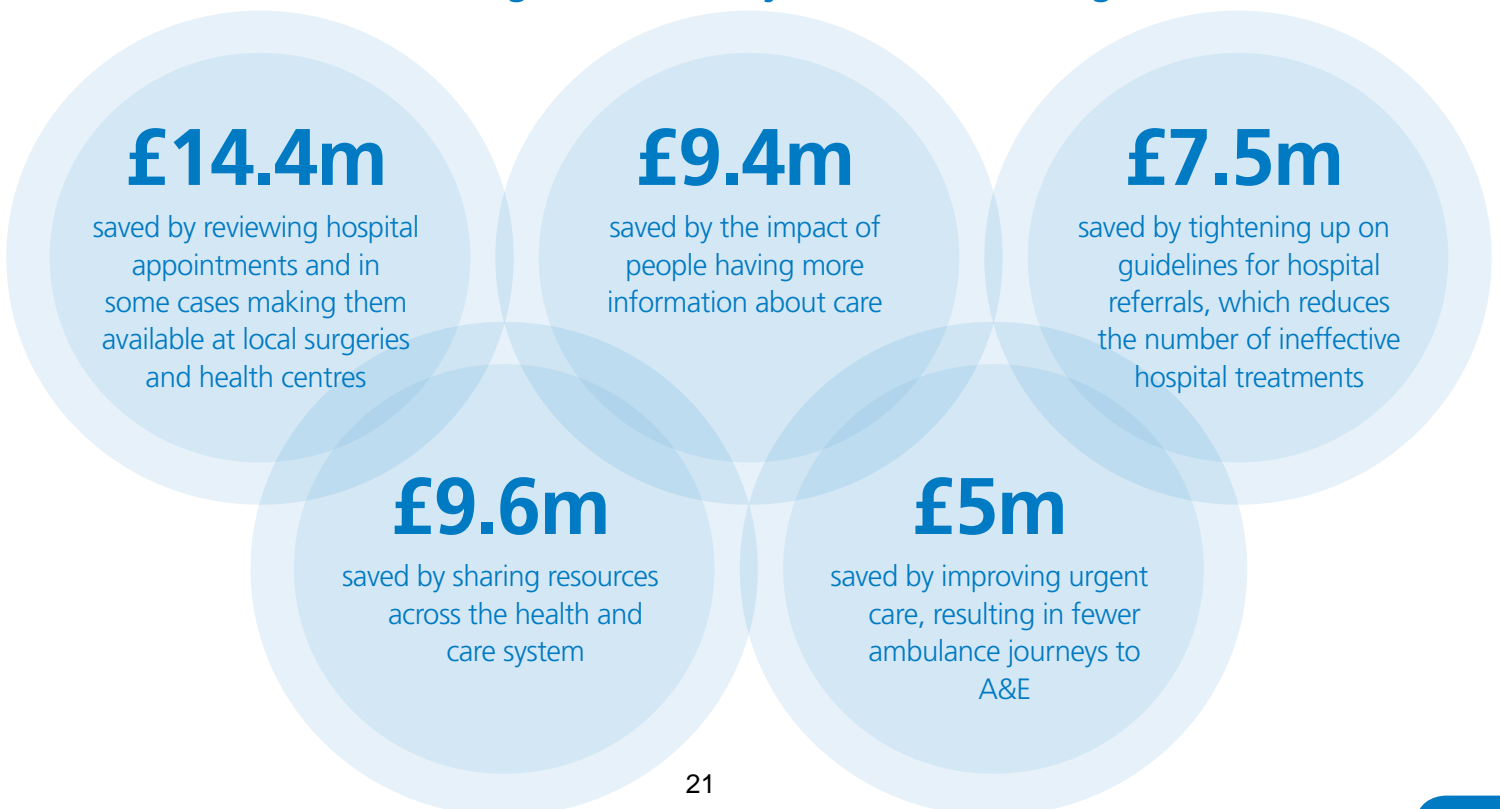 £14.4m
saved by reviewing hospital
appointments and in
some cases making them
available at local surgeries
and health centres
£9.4m
saved by the impact of
people having more
information about care
£7.5m
saved by tightening up on
guidelines for hospital
referrals, which reduces
the number of ineffective
hospital treatments
£9.6m
saved by sharing resources
across the health and
care system
£5m
saved by improving urgent
care, resulting in fewer
ambulance journeys to
A&E
21